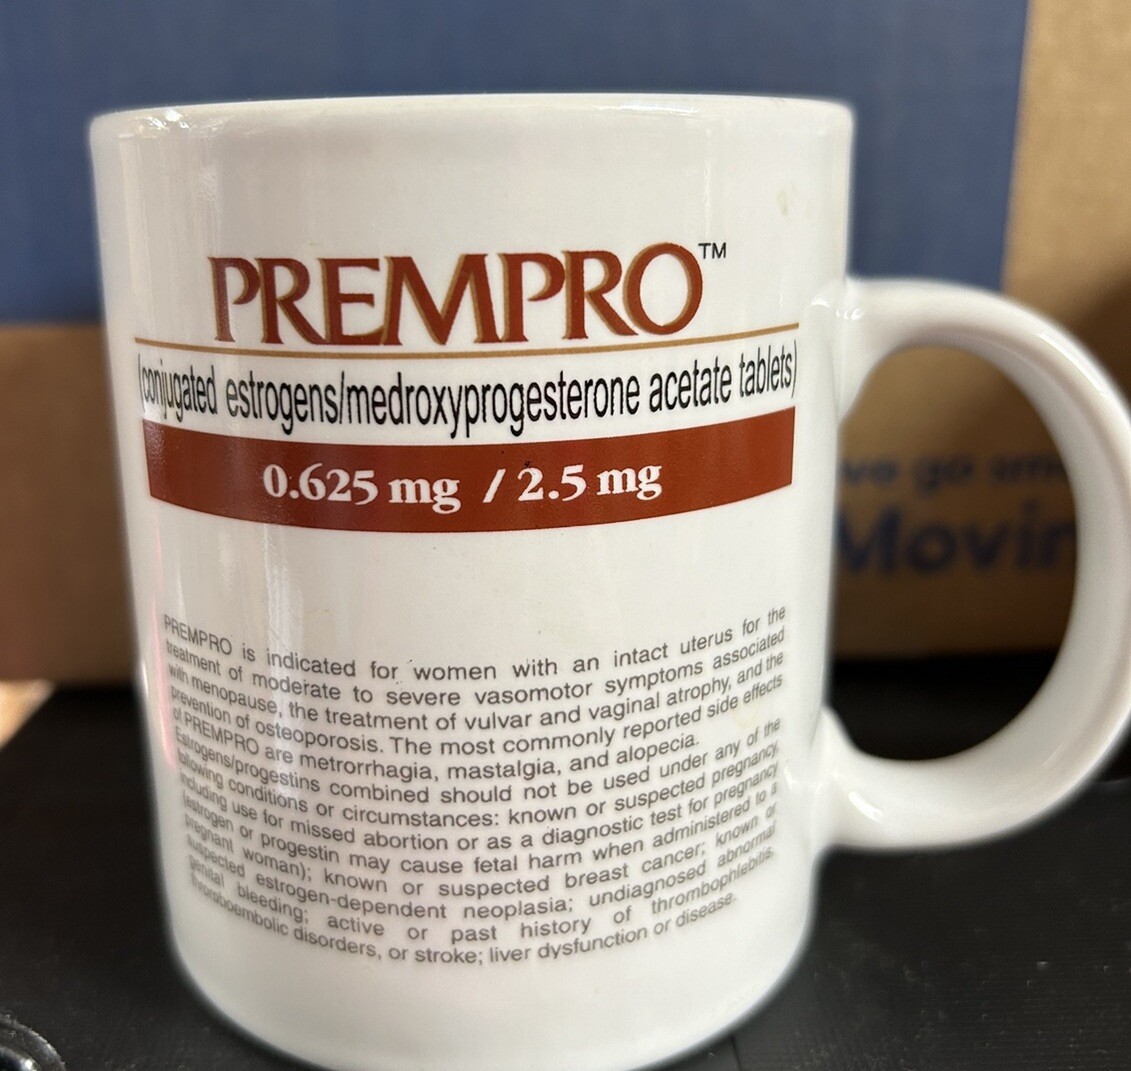 PREMPRO™
(conjugated estrogens/medroxyprogesterone acetate tablets)
0.625 mg / 2.5 mg
PREMPRO is indicated for women with an intact uterus for the
treatment of moderate to severe vasomotor symptoms associated
with menopause, the treatment of vulvar and vaginal atrophy, and the
prevention of osteoporosis. The most commonly reported side effects
of PREMPRO are metrorrhagia, mastalgia, and alopecia.
Estrogens/progestins combined should not be used under any of the
following conditions or circumstances: known or suspected pregnancy,
including use for missed abortion or as a diagnostic test for pregnancy
(estrogen or progestin may cause fetal harm when administered to a
pregnant woman); known or suspected breast cancer; known or
suspected estrogen-dependent neoplasia; undiagnosed abnormal
genital bleeding; active or past history of thrombophlebitis,
thromboembolic disorders, or stroke; liver dysfunction or disease.
ve go
Movin